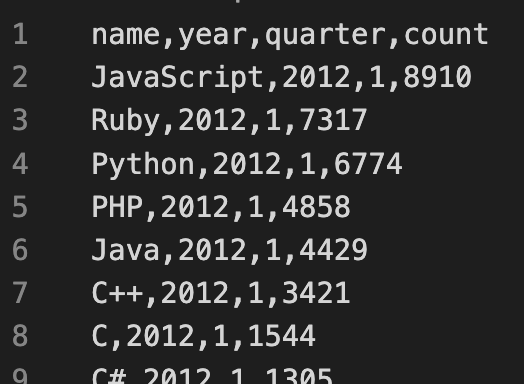 1 name,year,quarter,count
2 JavaScript,2012,1,8910
3 Ruby,2012,1,7317
4 Python,2012,1,6774
5 PHP,2012,1,4858
6 Java,2012,1,4429
7 C++,2012,1,3421
8 C,2012,1,1544
9 C#,2012,1,1305